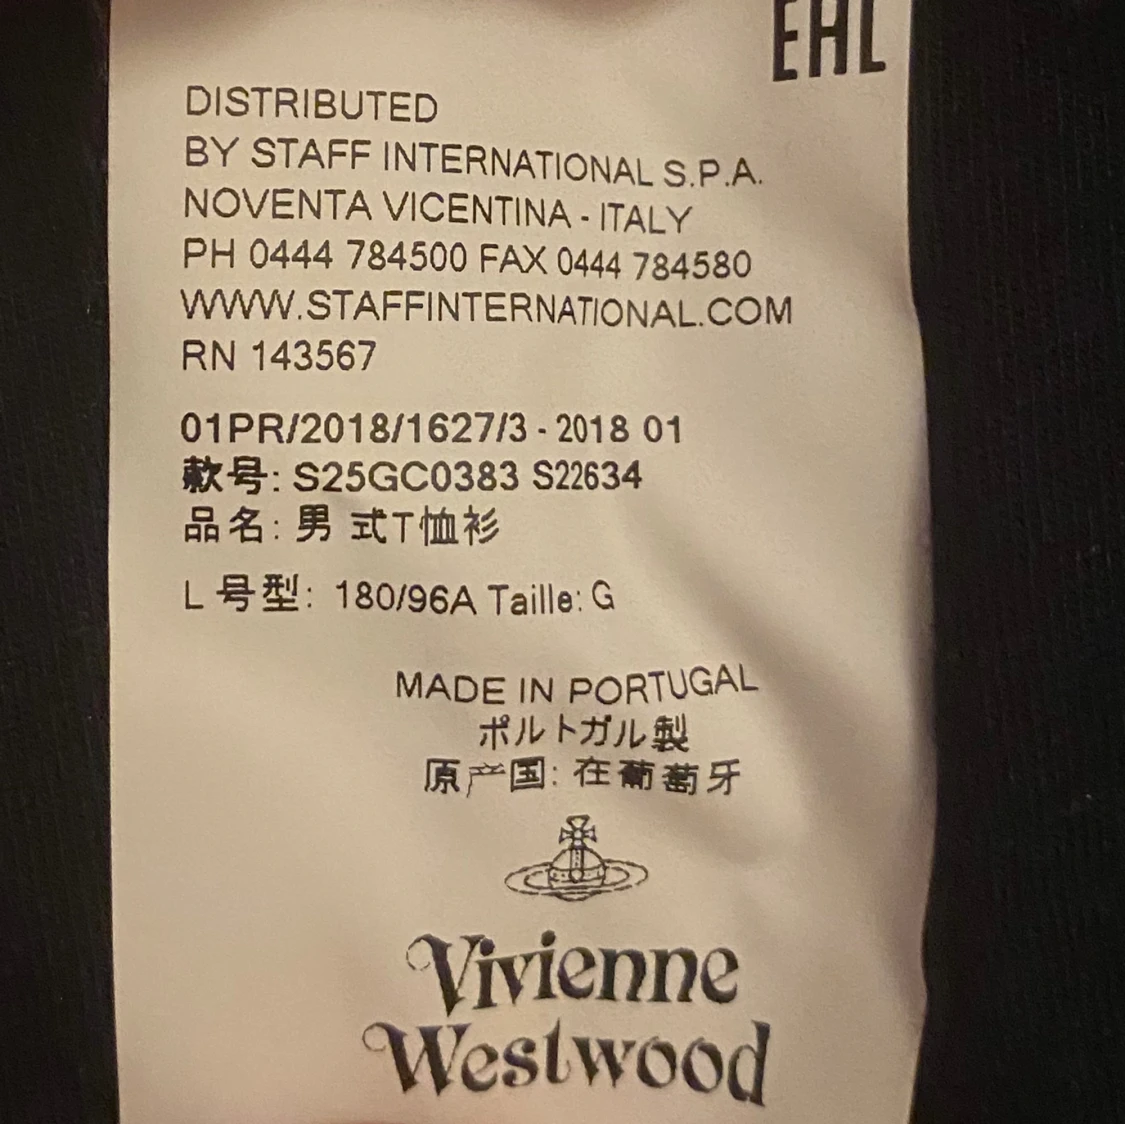 EAC
DISTRIBUTED
BY STAFF INTERNATIONAL S.P.A.
NOVENTA VICENTINA - ITALY
PH 0444 784500 FAX 0444 784580
WWW.STAFFINTERNATIONAL.COM
RN 143567
01PR/2018/1627/3 - 2018 01
款号: S25GC0383 S22634
品名: 男 式T恤衫
L 号型: 180/96A Taille: G
MADE IN PORTUGAL
ポルトガル製
原产国: 在葡萄牙
Vivienne
Westwood